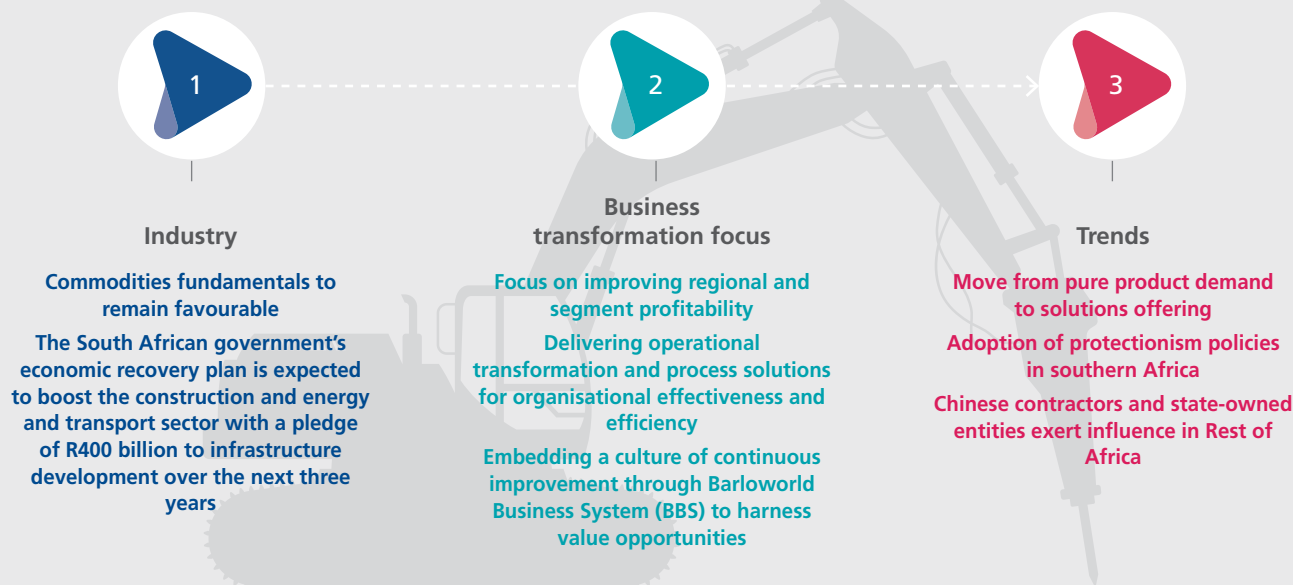 1
Industry
Commodities fundamentals to
remain favourable
The South African government's
economic recovery plan is expected
to boost the construction and energy
and transport sector with a pledge
of R400 billion to infrastructure
development over the next three
years
2
Business
transformation focus
Focus on improving regional and
segment profitability
Delivering operational
transformation and process solutions
for organisational effectiveness and
efficiency
Embedding a culture of continuous
improvement through Barloworld
Business System (BBS) to harness
value opportunities
3
Trends
Move from pure product demand
to solutions offering
Adoption of protectionism policies
in southern Africa
Chinese contractors and state-owned
entities exert influence in Rest of
Africa